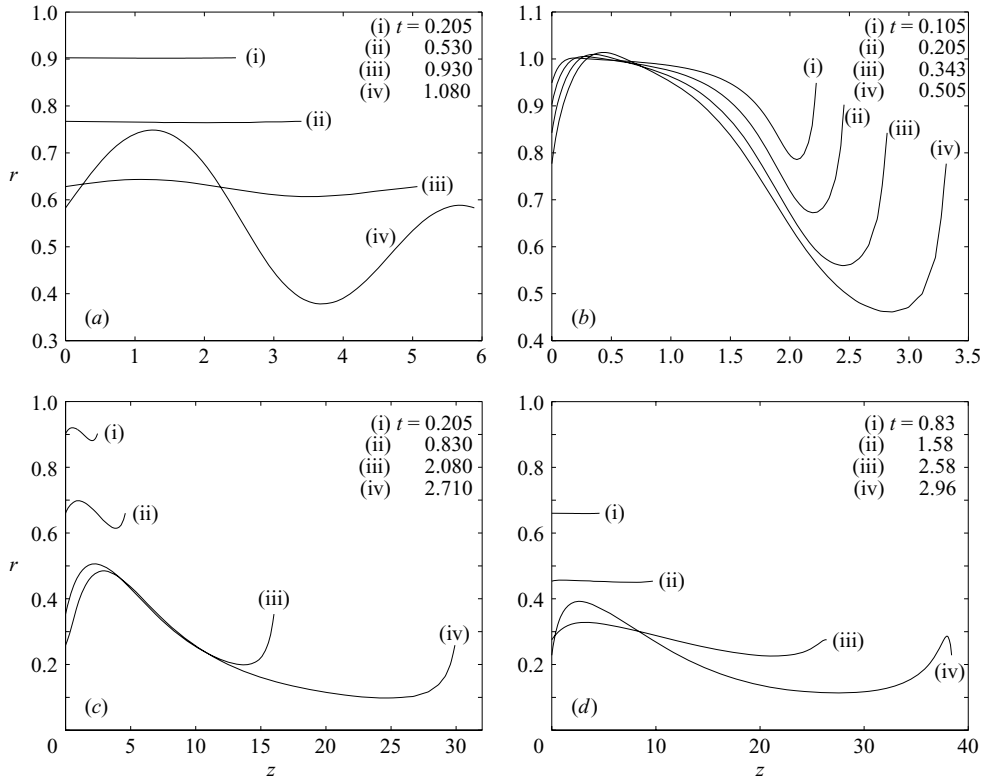 1.0
0.9
0.8
0.7
r 0.6
0.5
0.4
0.3
0 1 2 3 4 5 6
(i) t = 0.205
(ii) 0.530
(iii) 0.930
(iv) 1.080
(i)
(ii)
(iii)
(iv)
(a)
1.1
1.0
0.9
0.8
0.7
0.6
0.5
0.4
0 0.5 1.0 1.5 2.0 2.5 3.0 3.5
(i) t = 0.105
(ii) 0.205
(iii) 0.343
(iv) 0.505
(i)
(ii)
(iii)
(iv)
(b)
1.0
0.8
r 0.6
0.4
0.2
0 5 10 15 20 25 30
z
(i) t = 0.205
(ii) 0.830
(iii) 2.080
(iv) 2.710
(i)
(ii)
(iii)
(iv)
(c)
1.0
0.8
0.6
0.4
0.2
0 10 20 30 40
z
(i) t = 0.83
(ii) 1.58
(iii) 2.58
(iv) 2.96
(i)
(ii)
(iii)
(iv)
(d)